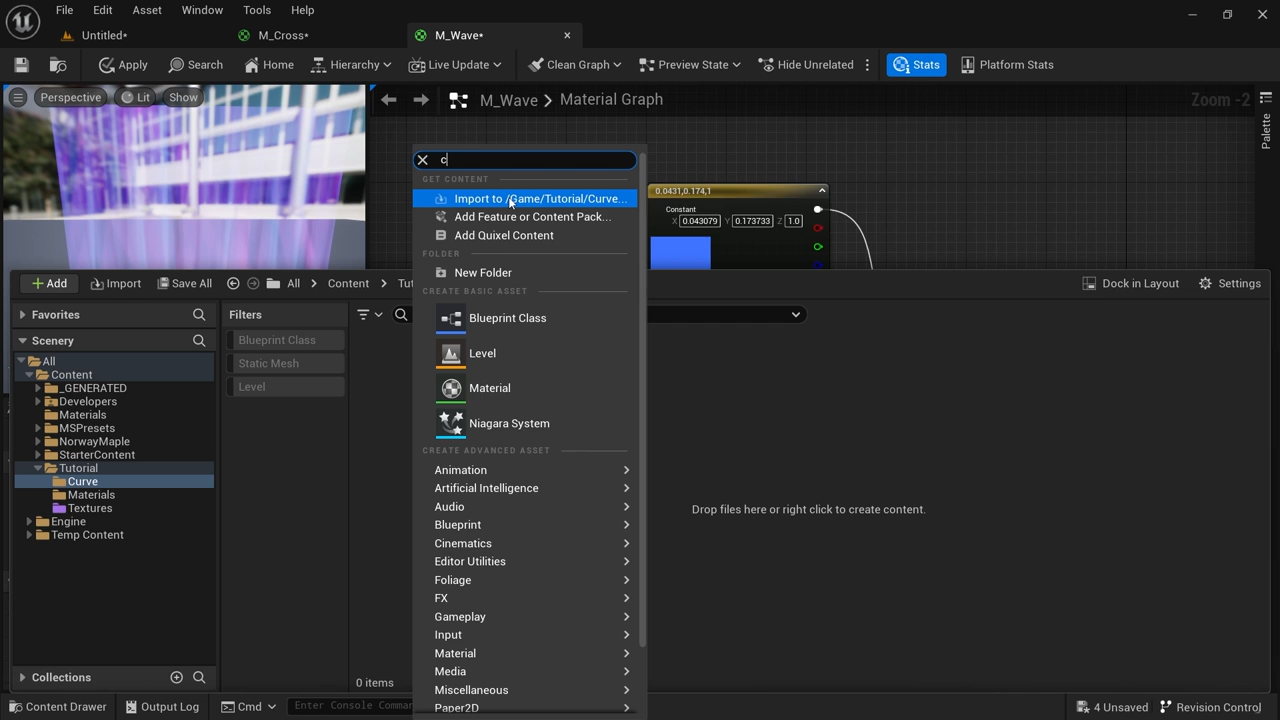 File Edit Asset Window Tools Help
Untitled* M_Cross* M_Wave*
Apply Search Home Hierarchy Live Update Clean Graph Preview State Hide Unrelated Stats Platform Stats
Perspective Lit Show
M_Wave > Material Graph Zoom -2
Palette
c
GET CONTENT
Import to /Game/Tutorial/Curve...
Add Feature or Content Pack...
Add Quixel Content
FOLDER
New Folder
CREATE BASIC ASSET
Blueprint Class
Level
Material
Niagara System
CREATE ADVANCED ASSET
Animation
Artificial Intelligence
Audio
Blueprint
Cinematics
Editor Utilities
Foliage
FX
Gameplay
Input
Material
Media
Miscellaneous
Paper2D
0.0431,0.174,1
Constant
X 0.043079 Y 0.173733 Z 1.0
Add Import Save All All Content Tut Dock in Layout Settings
Favorites
Scenery
All
Content
_GENERATED
Developers
Materials
MSPresets
NorwayMaple
StarterContent
Tutorial
Curve
Materials
Textures
Engine
Temp Content
Collections
Filters
Blueprint Class
Static Mesh
Level
Drop files here or right click to create content.
0 items
Content Drawer Output Log Cmd Enter Console Comman 4 Unsaved Revision Control